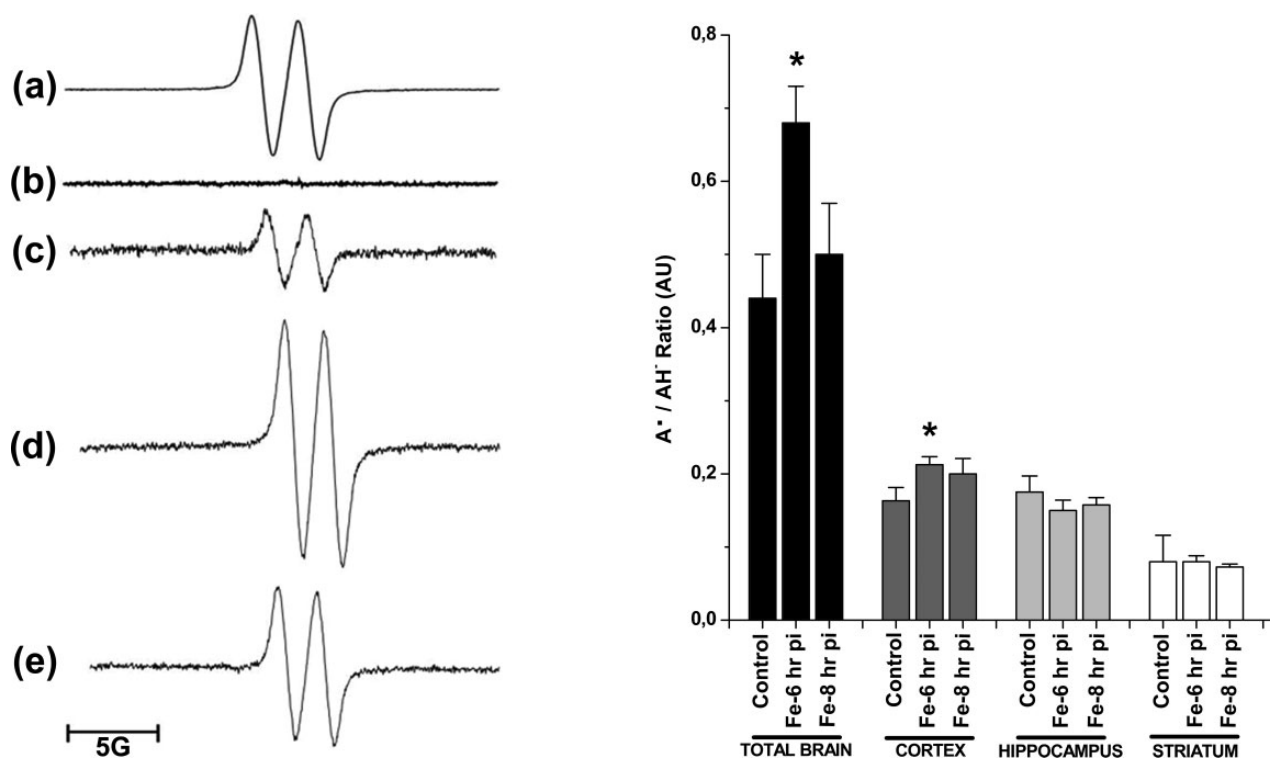 (a)
(b)
(c)
(d)
(e)
5G
A• / AH- Ratio (AU)
0,8
0,6
0,4
0,2
0,0
*
*
Control
Fe-6 hr pi
Fe-8 hr pi
Control
Fe-6 hr pi
Fe-8 hr pi
Control
Fe-6 hr pi
Fe-8 hr pi
Control
Fe-6 hr pi
Fe-8 hr pi
TOTAL BRAIN CORTEX HIPPOCAMPUS STRIATUM